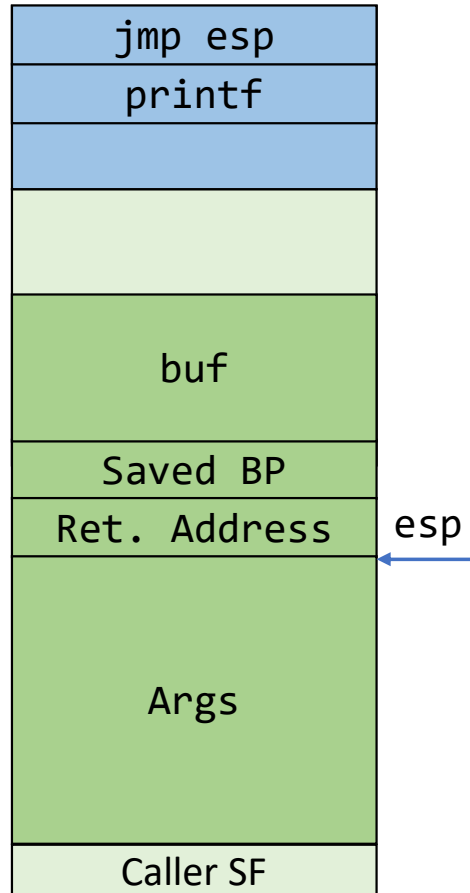 jmp esp
printf
buf
Saved BP
Ret. Address
esp
Args
Caller SF